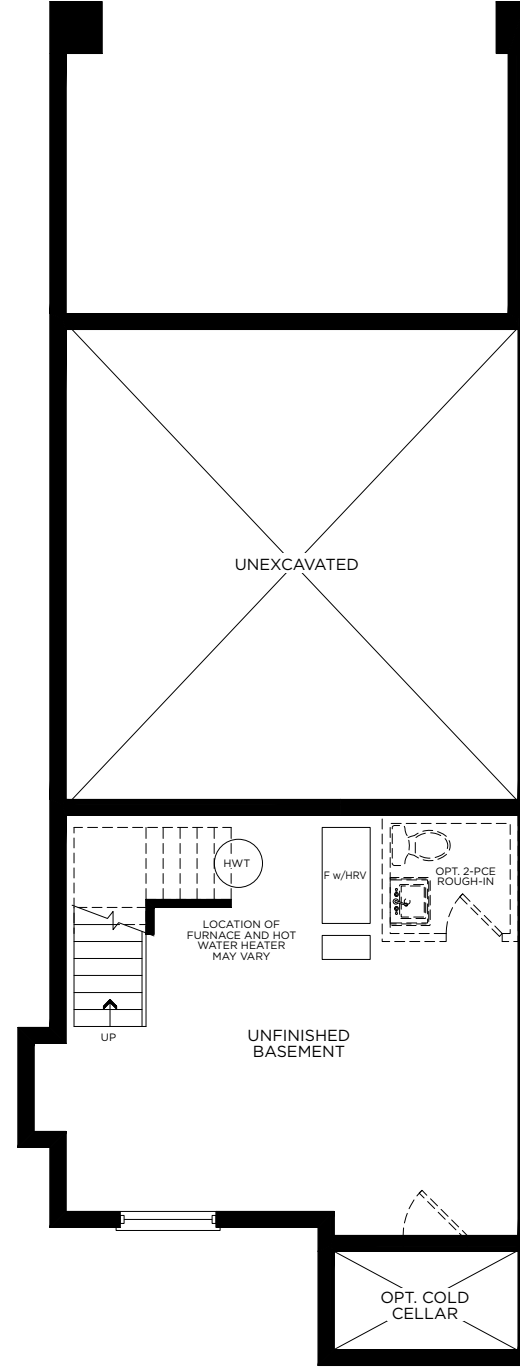 UNEXCAVATED
HWT
F w/HRV
OPT. 2-PCE
ROUGH-IN
LOCATION OF
FURNACE AND HOT
WATER HEATER
MAY VARY
UP
UNFINISHED
BASEMENT
OPT. COLD
CELLAR